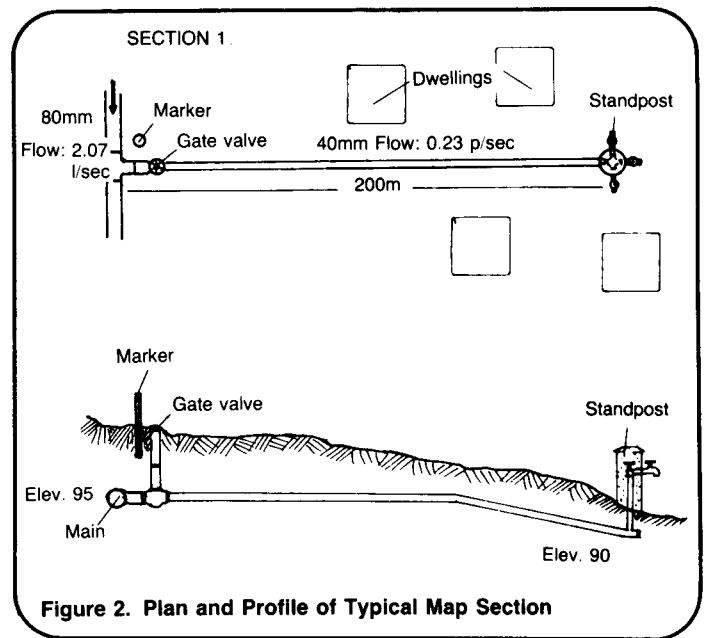 SECTION 1
Dwellings
Standpost
80mm
Marker
Gate valve
Flow: 2.07
l/sec
40mm Flow: 0.23 p/sec
200m
Marker
Gate valve
Standpost
Elev. 95
Main
Elev. 90
Figure 2. Plan and Profile of Typical Map Section